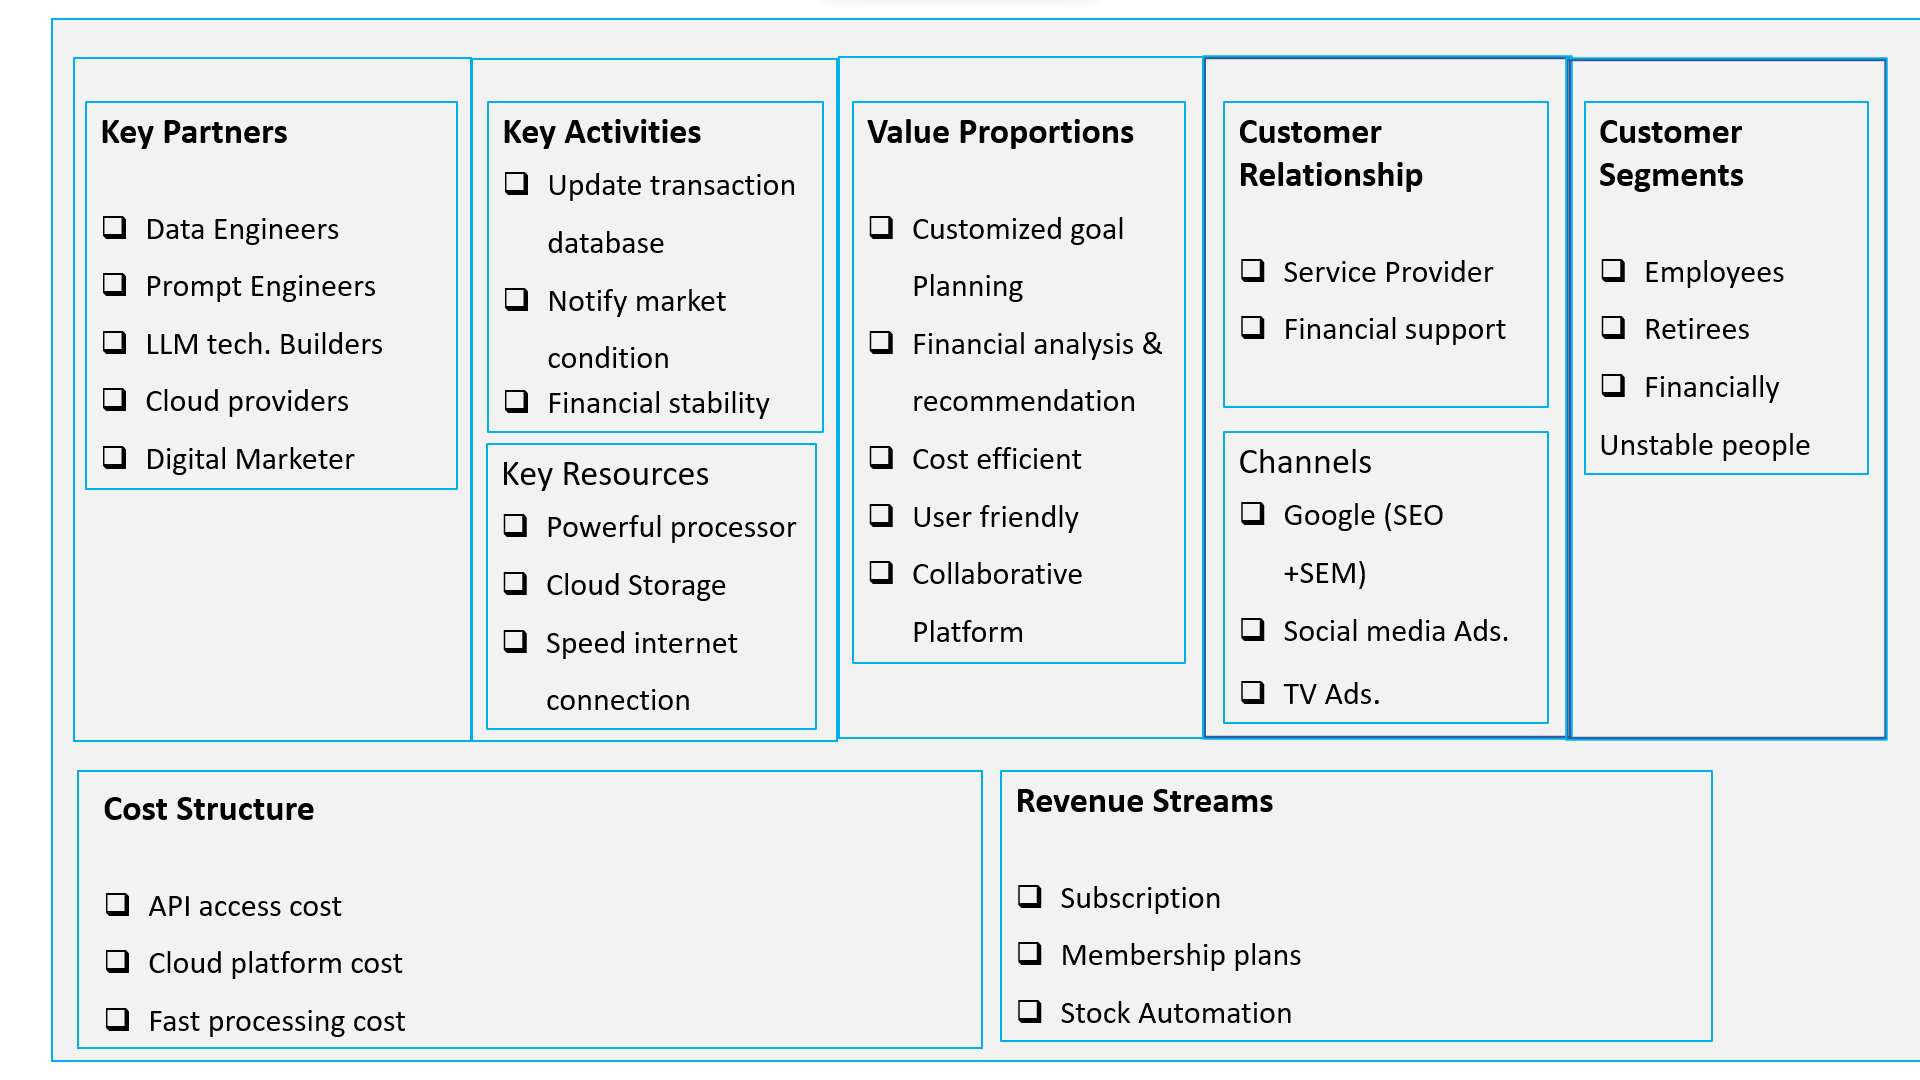 Key Partners
Data Engineers
Prompt Engineers
LLM tech. Builders
Cloud providers
Digital Marketer
Key Activities
Update transaction
database
Notify market
condition
Financial stability
Key Resources
Powerful processor
Cloud Storage
Speed internet
connection
Value Proportions
Customized goal
Planning
Financial analysis &
recommendation
Cost efficient
User friendly
Collaborative
Platform
Customer
Relationship
Service Provider
Financial support
Channels
Google (SEO
+SEM)
Social media Ads.
TV Ads.
Customer
Segments
Employees
Retirees
Financially
Unstable people
Cost Structure
API access cost
Cloud platform cost
Fast processing cost
Revenue Streams
Subscription
Membership plans
Stock Automation